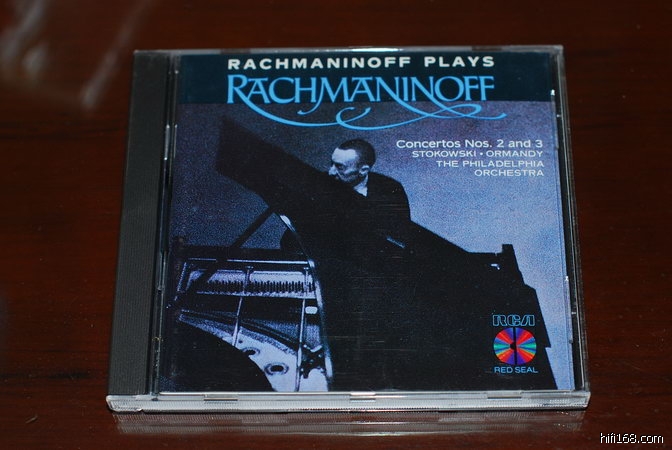 RACHMANINOFF PLAYS
RACHMANINOFF
Concertos Nos. 2 and 3
STOKOWSKI · ORMANDY
THE PHILADELPHIA
ORCHESTRA
RCA
RED SEAL
hifi168.com